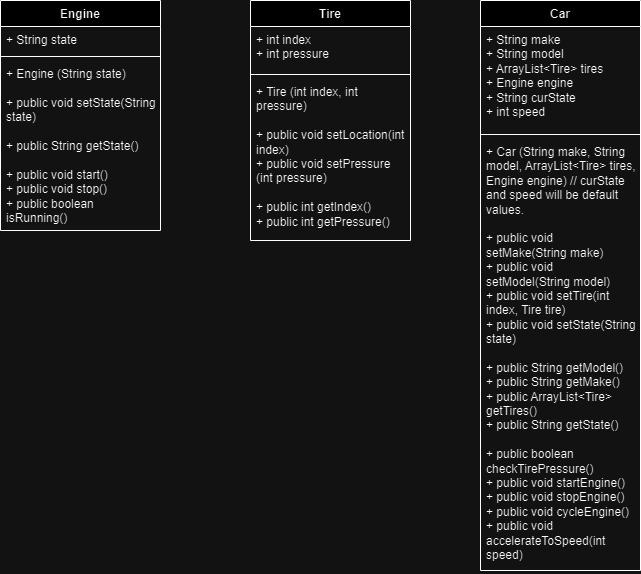 Engine
+ String state
+ Engine (String state)
+ public void setState(String
state)
+ public String getState()
+ public void start()
+ public void stop()
+ public boolean
isRunning()
Tire
+ int index
+ int pressure
+ Tire (int index, int
pressure)
+ public void setLocation(int
index)
+ public void setPressure
(int pressure)
+ public int getIndex()
+ public int getPressure()
Car
+ String make
+ String model
+ ArrayList<Tire> tires
+ Engine engine
+ String curState
+ int speed
+ Car (String make, String
model, ArrayList<Tire> tires,
Engine engine) // curState
and speed will be default
values.
+ public void
setMake(String make)
+ public void
setModel(String model)
+ public void setTire(int
index, Tire tire)
+ public void setState(String
state)
+ public String getModel()
+ public String getMake()
+ public ArrayList<Tire>
getTires()
+ public String getState()
+ public boolean
checkTirePressure()
+ public void startEngine()
+ public void stopEngine()
+ public void cycleEngine()
+ public void
accelerateToSpeed(int
speed)